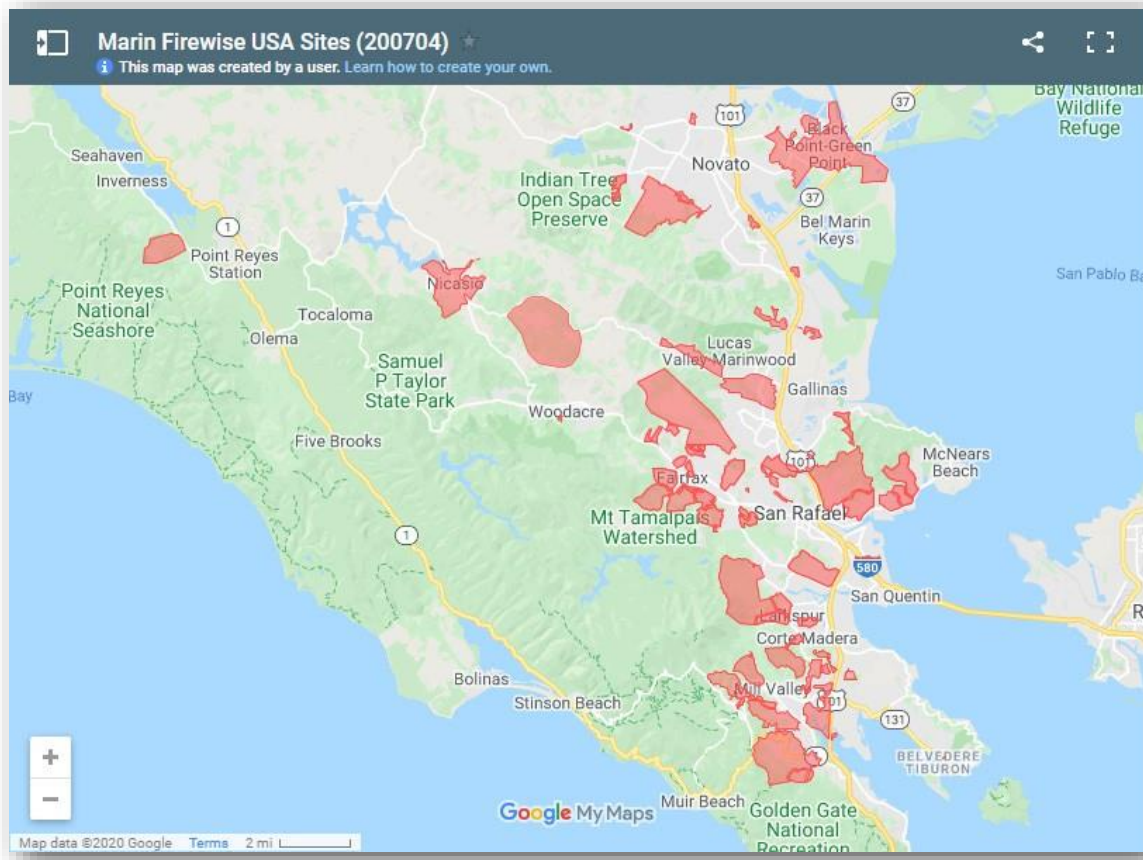 Marin Firewise USA Sites (200704)
This map was created by a user. Learn how to create your own.
Bay National
Wildlife
Refuge
37
101
Black
Point-Green
Point
Seahaven
Novato
Inverness
Indian Tree
Open Space
Preserve
37
1
Bel Marin
Keys
Point Reyes
Station
San Pablo Ba
Nicasio
Point Reyes
National
Seashore
Tocaloma
Olema
Lucas
Valley-Marinwood
Samuel
P Taylor
State Park
Gallinas
Bay
Woodacre
Five Brooks
McNears
Beach
101
Fairfax
San Rafael
Mt Tamalpais
Watershed
1
580
San Quentin
R
Larkspur
Corte Madera
Bolinas
Mill Valley
Stinson Beach
101
131
BELVEDERE
TIBURON
1
+
−
Muir Beach
Google My Maps
Golden Gate
National
Recreation
Map data ©2020 Google Terms 2 mi